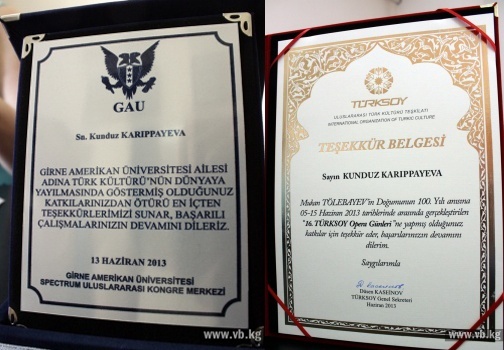 GAU
Sn. Kunduz KARIPPAYEVA
GİRNE AMERİKAN ÜNİVERSİTESİ AİLESİ
ADINA TÜRK KÜLTÜRÜ'NÜN DÜNYAYA
YAYILMASINDA GÖSTERMİŞ OLDUĞUNUZ
KATKILARINIZDAN ÖTÜRÜ EN İÇTEN
TEŞEKKÜRLERİMİZİ SUNAR, BAŞARILI
ÇALIŞMALARINIZIN DEVAMINI DİLERİZ.
13 HAZİRAN 2013
GİRNE AMERİKAN ÜNİVERSİTESİ
SPECTRUM ULUSLARARASI KONGRE MERKEZİ
www.vb.kg
TÜRKSOY
ULUSLARARASI TÜRK KÜLTÜRÜ TEŞKİLATI
INTERNATIONAL ORGANIZATION OF TURKIC CULTURE
TEŞEKKÜR BELGESİ
Sayın KUNDUZ KARIPPAYEVA
Mukan TÖLEBAYEV'in Doğumunun 100. Yılı anısına
05-15 Haziran 2013 tarihlerinde arasında gerçekleştirilen
"16. TÜRKSOY Opera Günleri"ne yapmış olduğunuz
katkılar için teşekkür eder, başarılarınızın devamını
dilerim.
Saygılarımla
Düsen KASEİNOV
TÜRKSOY Genel Sekreteri
Haziran 2013
www.vb.kg